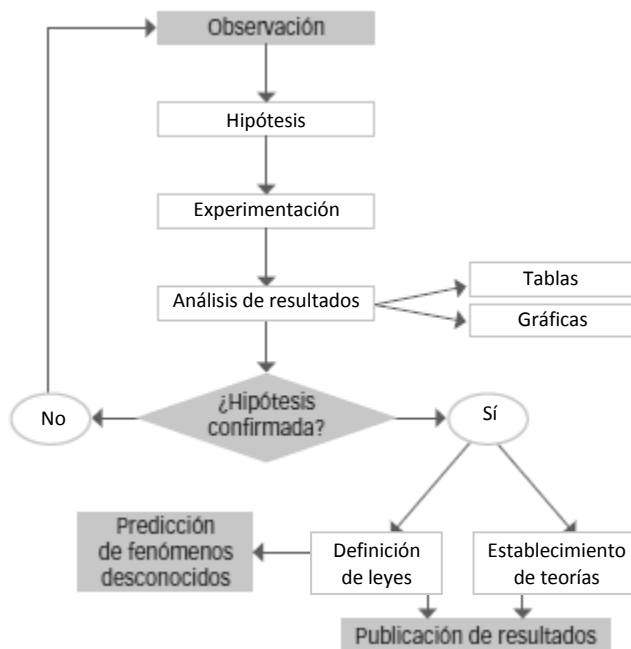 Observación
Hipótesis
Experimentación
Análisis de resultados
Tablas
Gráficas
¿Hipótesis
confirmada?
No
Sí
Predicción
de fenómenos
desconocidos
Definición
de leyes
Establecimiento
de teorías
Publicación de resultados